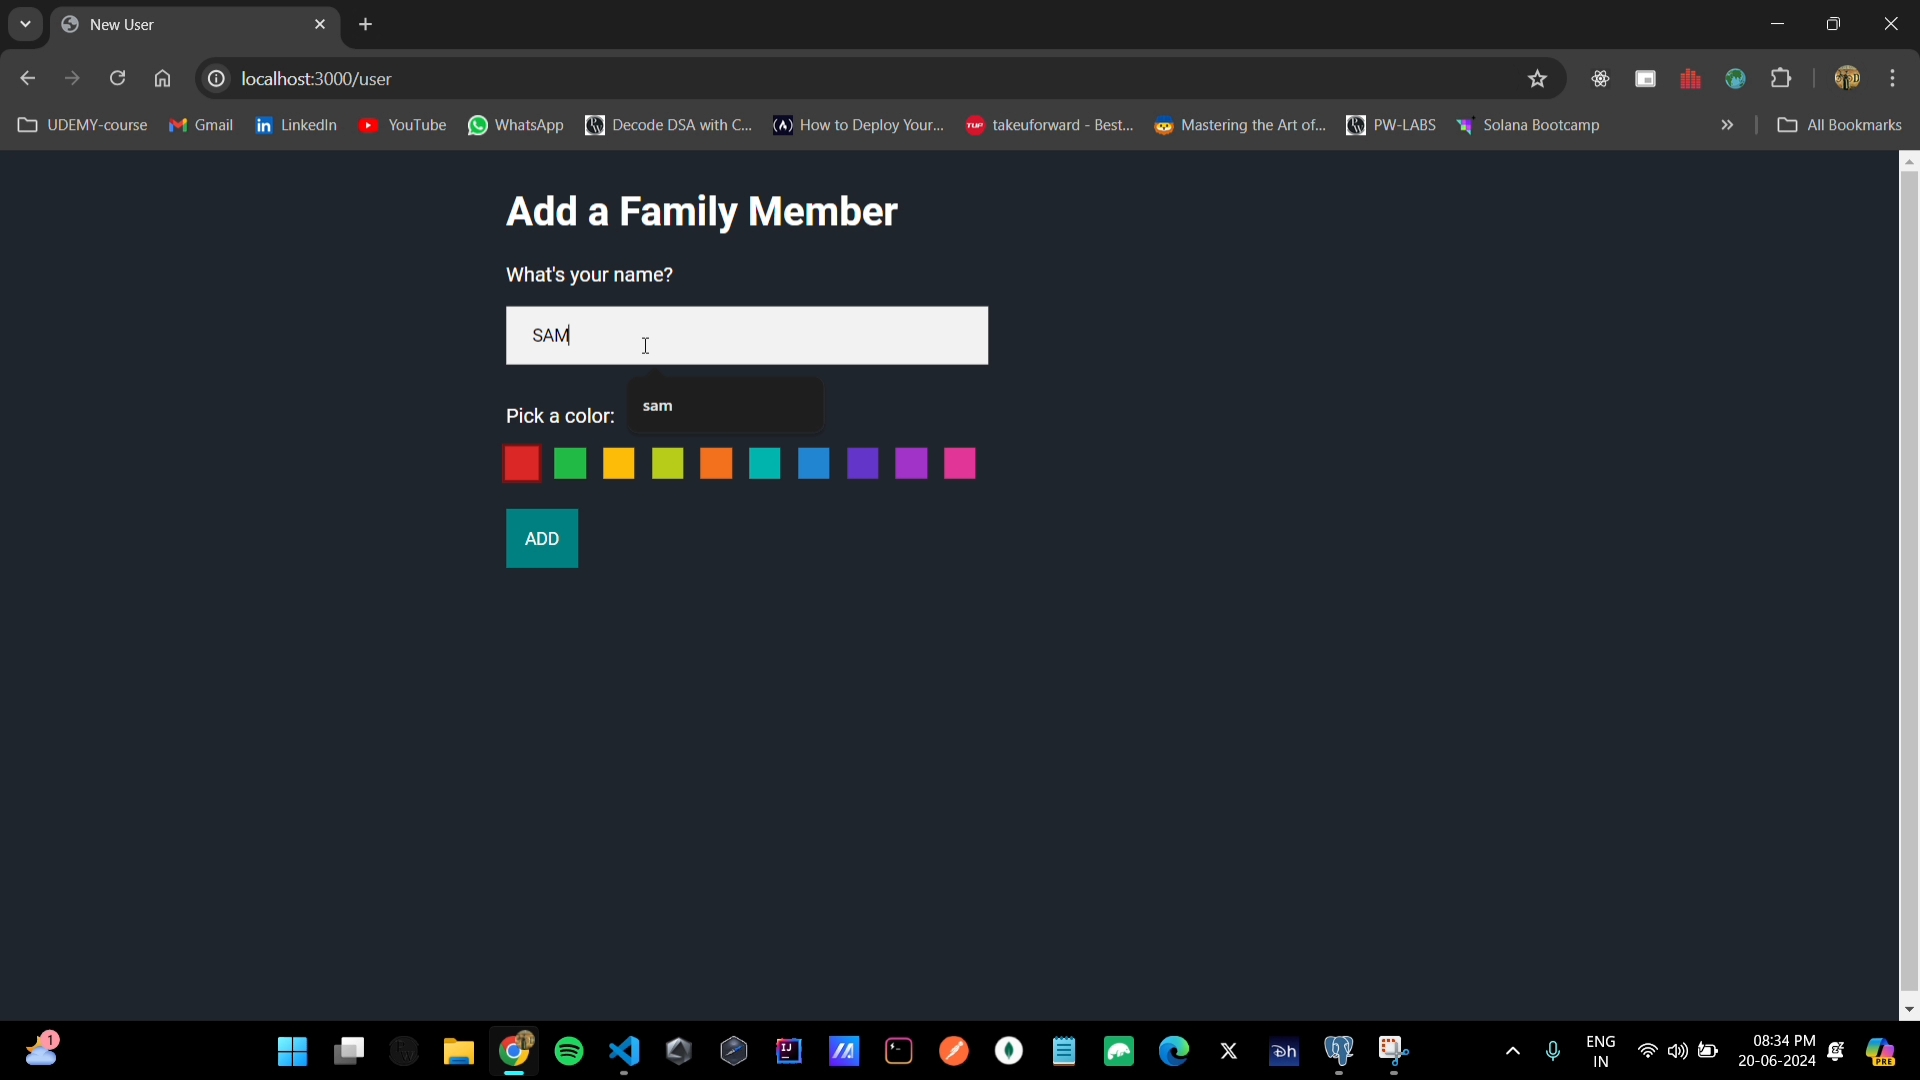 New User
localhost:3000/user
UDEMY-course Gmail LinkedIn YouTube WhatsApp Decode DSA with C... How to Deploy Your... takeuforward - Best... Mastering the Art of... PW-LABS Solana Bootcamp All Bookmarks
Add a Family Member
What's your name?
SAM
sam
Pick a color:
ADD
1
ENG
IN
08:34 PM
20-06-2024
PRE